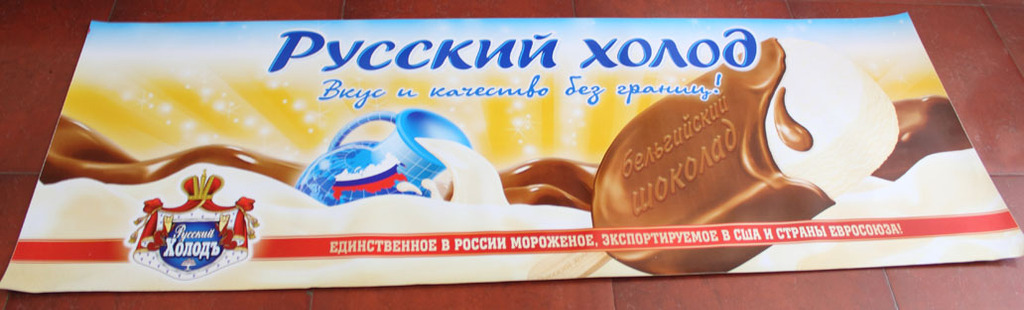 Русский холод
Вкус и качество без границ!
бельгийский
шоколад
Русский
Холодъ
ЕДИНСТВЕННОЕ В РОССИИ МОРОЖЕНОЕ, ЭКСПОРТИРУЕМОЕ В США И СТРАНЫ ЕВРОСОЮЗА!